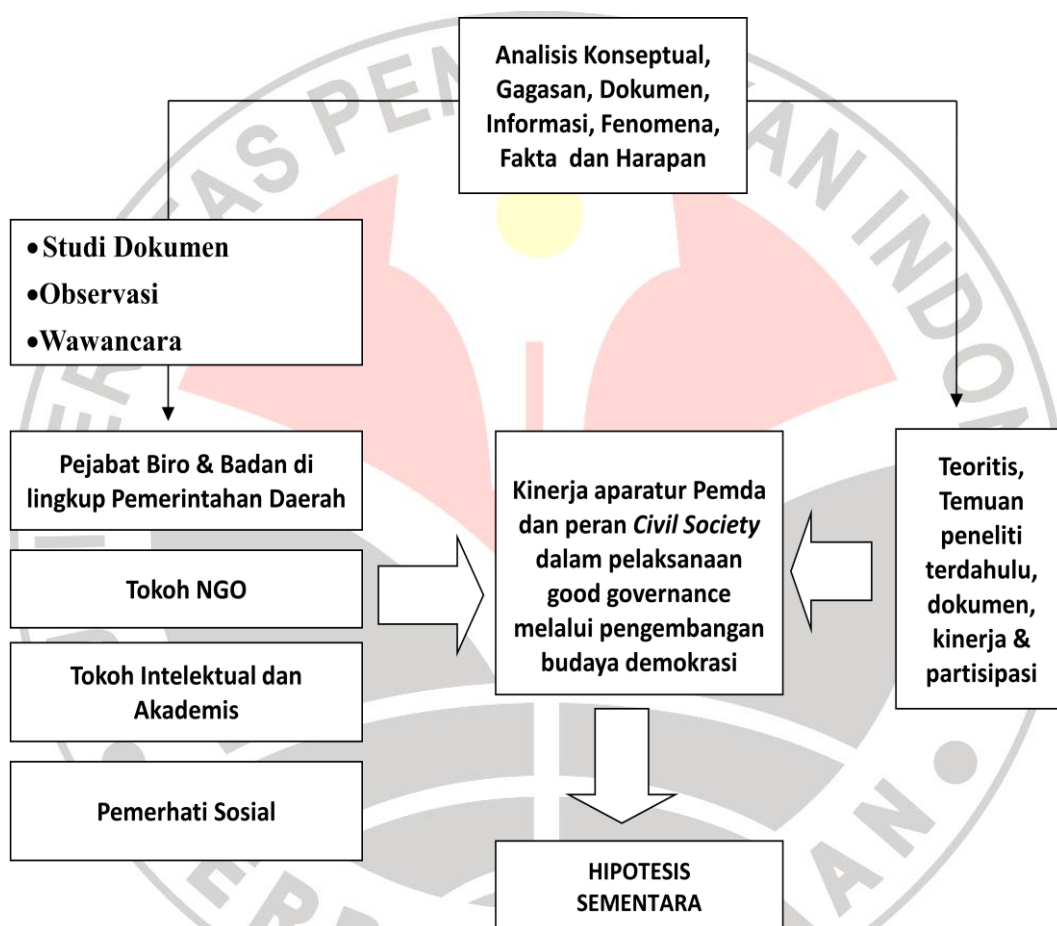 Analisis Konseptual,
Gagasan, Dokumen,
Informasi, Fenomena,
Fakta dan Harapan
•Studi Dokumen
•Observasi
•Wawancara
Pejabat Biro & Badan di
lingkup Pemerintahan Daerah
Tokoh NGO
Tokoh Intelektual dan
Akademis
Pemerhati Sosial
Kinerja aparatur Pemda
dan peran Civil Society
dalam pelaksanaan
good governance
melalui pengembangan
budaya demokrasi
Teoritis,
Temuan
peneliti
terdahulu,
dokumen,
kinerja &
partisipasi
HIPOTESIS
SEMENTARA